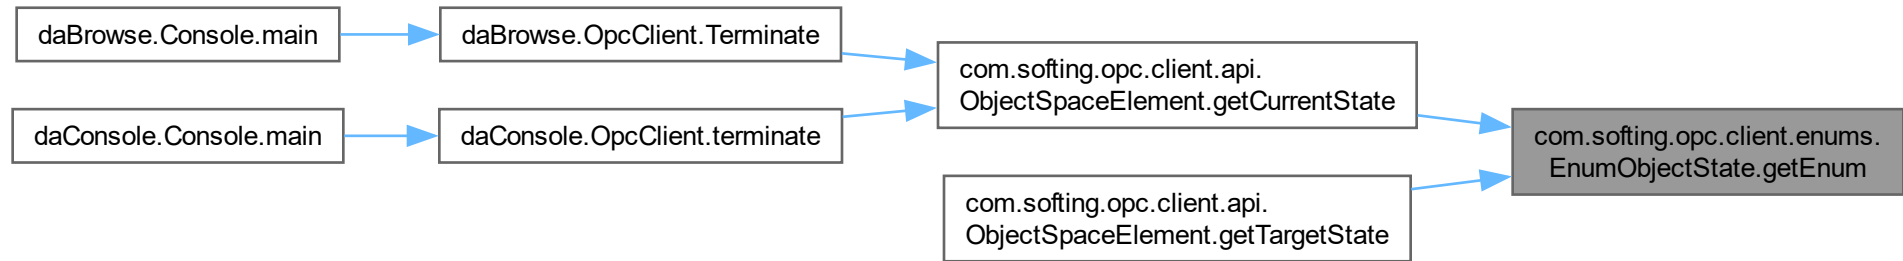 daBrowse.Console.main
daBrowse.OpcClient.Terminate
com.softing.opc.client.api.
ObjectSpaceElement.getCurrentState
daConsole.Console.main
daConsole.OpcClient.terminate
com.softing.opc.client.enums.
EnumObjectState.getEnum
com.softing.opc.client.api.
ObjectSpaceElement.getTargetState